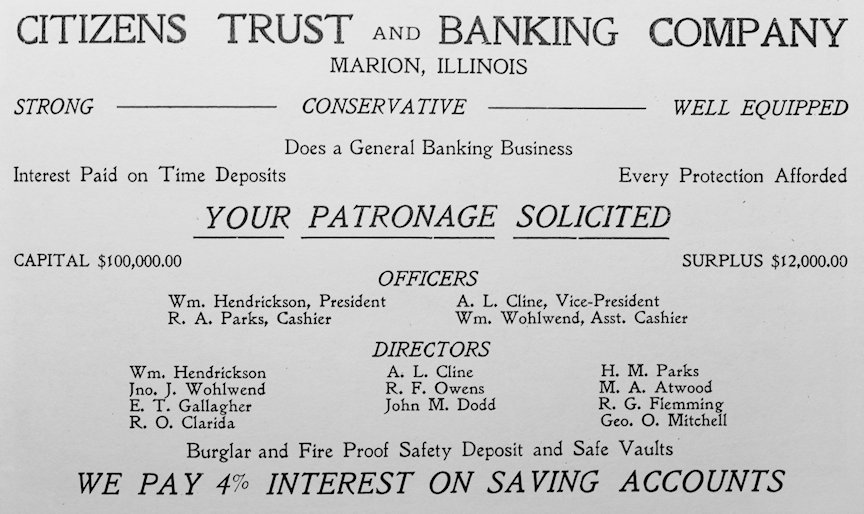 CITIZENS TRUST AND BANKING COMPANY
MARION, ILLINOIS
STRONG CONSERVATIVE WELL EQUIPPED
Does a General Banking Business
Interest Paid on Time Deposits Every Protection Afforded
YOUR PATRONAGE SOLICITED
CAPITAL $100,000.00 SURPLUS $12,000.00
OFFICERS
Wm. Hendrickson, President A. L. Cline, Vice-President
R. A. Parks, Cashier Wm. Wohlwend, Asst. Cashier
DIRECTORS
Wm. Hendrickson A. L. Cline H. M. Parks
Jno. J. Wohlwend R. F. Owens M. A. Atwood
E. T. Gallagher John M. Dodd R. G. Flemming
R. O. Clarida Geo. O. Mitchell
Burglar and Fire Proof Safety Deposit and Safe Vaults
WE PAY 4% INTEREST ON SAVING ACCOUNTS